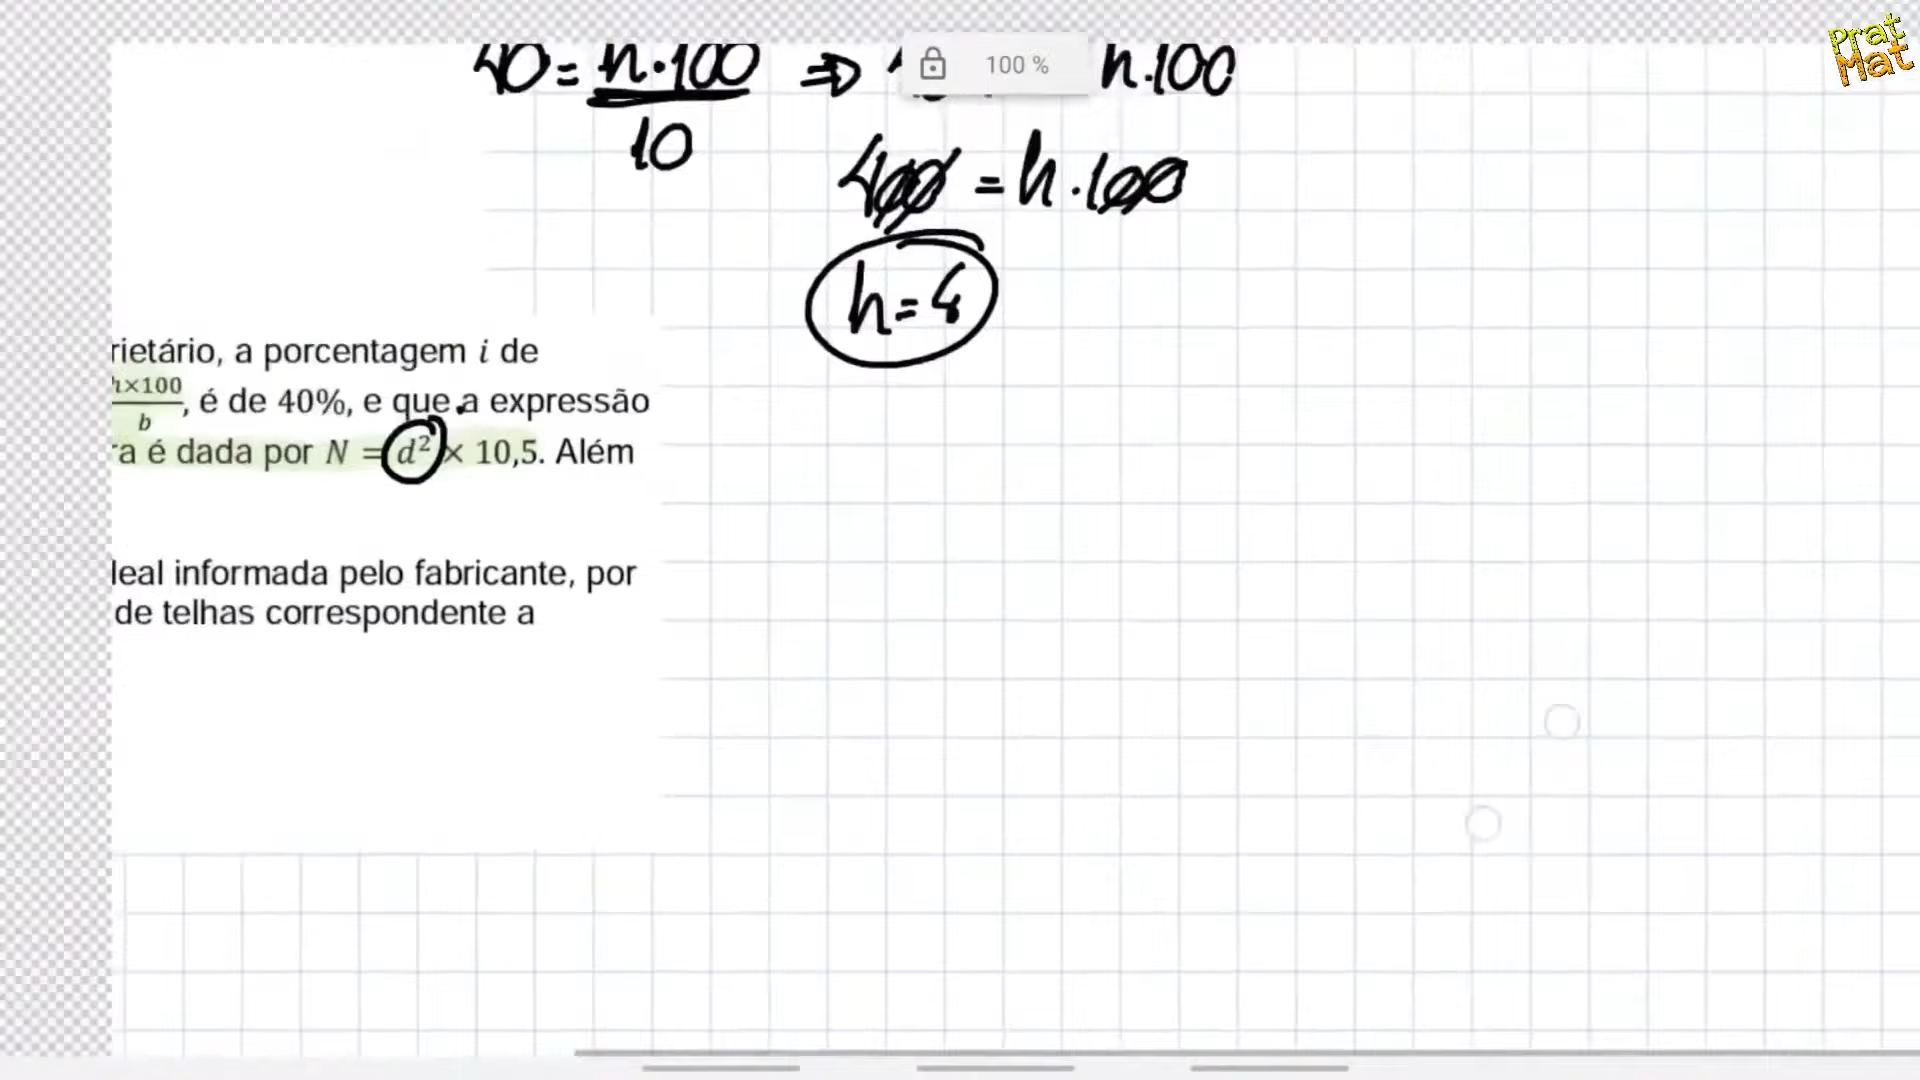 40 = h·100 ⇒ h·100
10
100 %
400 = h·100
h = 4
rietário, a porcentagem i de
h×100
b
, é de 40%, e que a expressão
ra é dada por N = d² × 10,5. Além
leal informada pelo fabricante, por
de telhas correspondente a
Prat
Mat